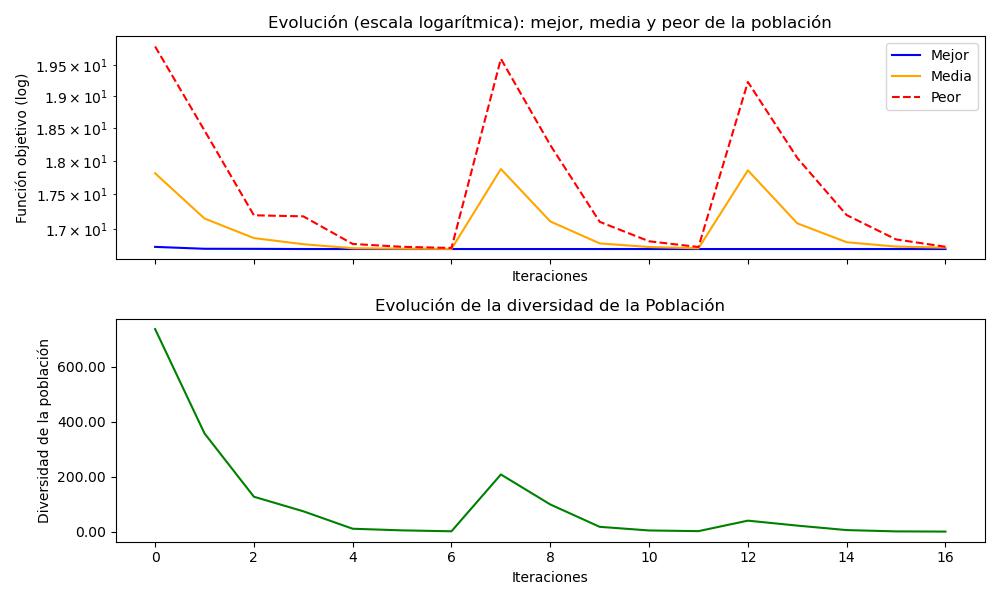 Evolución (escala logarítmica): mejor, media y peor de la población
Función objetivo (log)
1.95 × 10¹
1.9 × 10¹
1.85 × 10¹
1.8 × 10¹
1.75 × 10¹
1.7 × 10¹
Mejor
Media
Peor
Iteraciones
Evolución de la diversidad de la Población
Diversidad de la población
600.00
400.00
200.00
0.00
0 2 4 6 8 10 12 14 16
Iteraciones